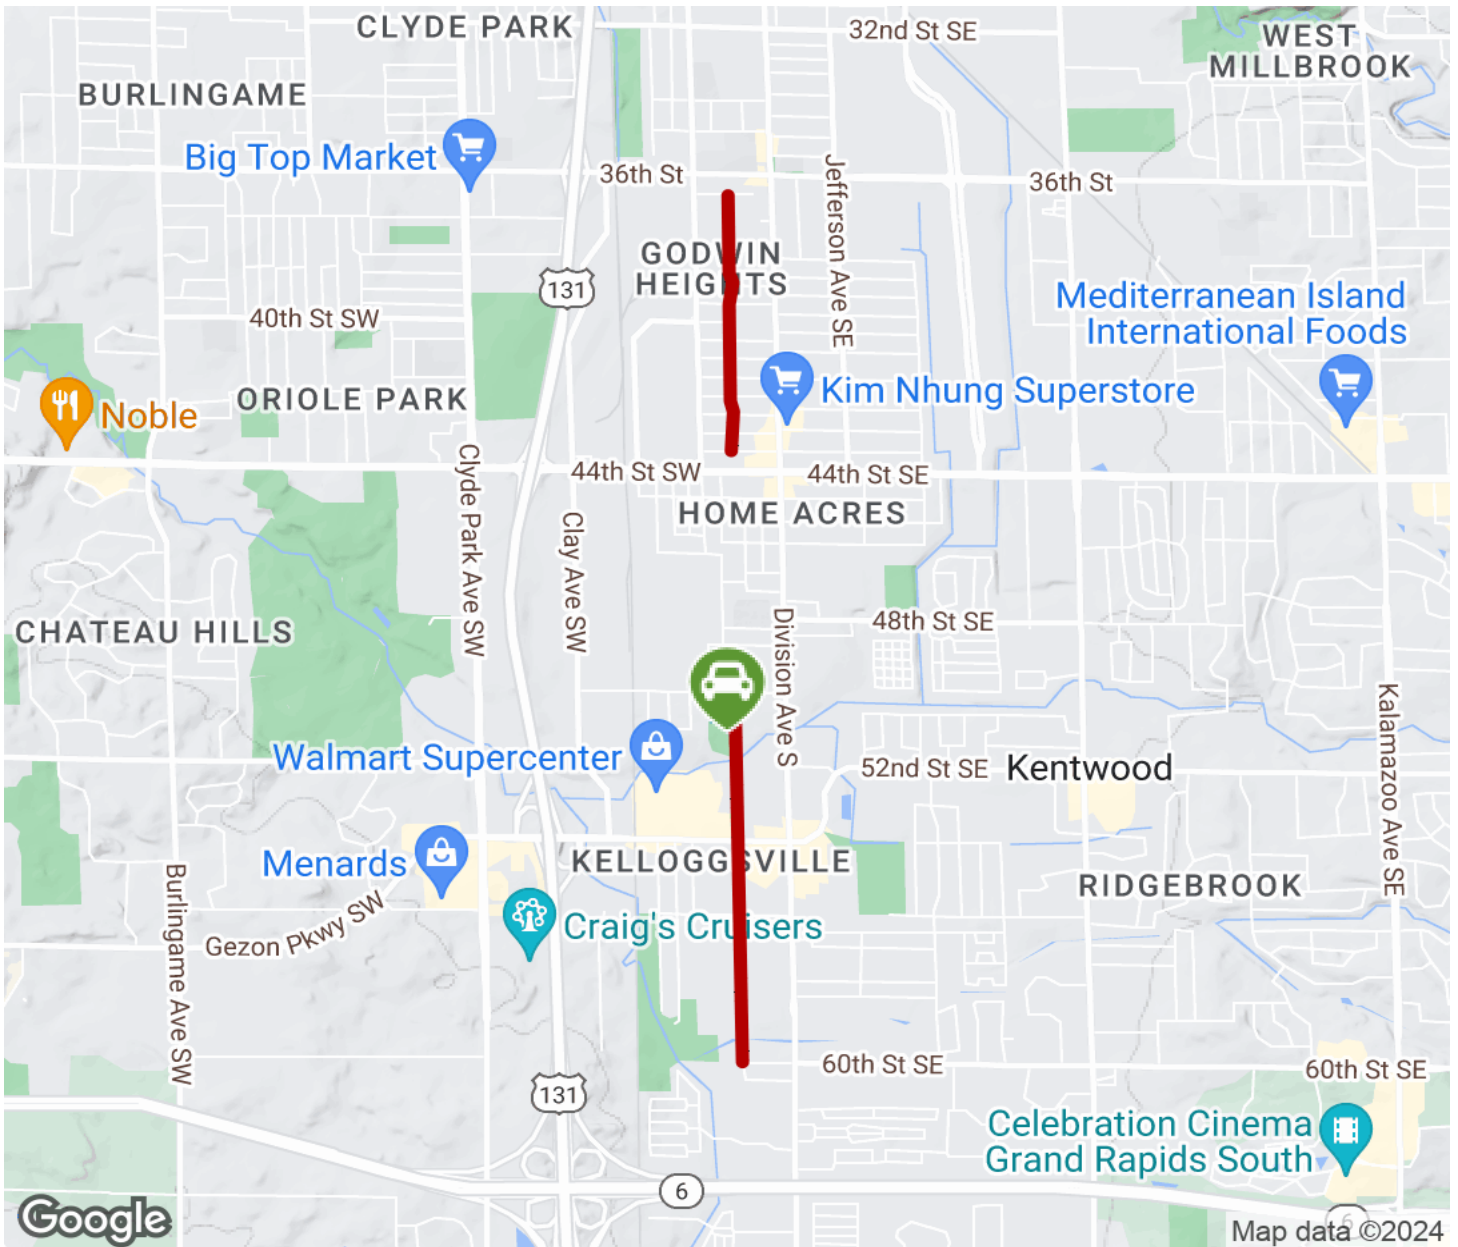 CLYDE PARK
32nd St SE
WEST
MILLBROOK
BURLINGAME
Big Top Market
36th St
36th St
Jefferson Ave SE
GODWIN
HEIGHTS
131
40th St SW
Mediterranean Island
International Foods
ORIOLE PARK
Kim Nhung Superstore
Noble
44th St SW
44th St SE
Clyde Park Ave SW
HOME ACRES
Clay Ave SW
CHATEAU HILLS
48th St SE
Division Ave S
Kalamazoo Ave SE
Walmart Supercenter
52nd St SE
Kentwood
Menards
KELLOGGSVILLE
RIDGEBROOK
Burlingame Ave SW
Gezon Pkwy SW
Craig's Cruisers
60th St SE
60th St SE
131
Celebration Cinema
Grand Rapids South
6
6
Google
Map data ©2024